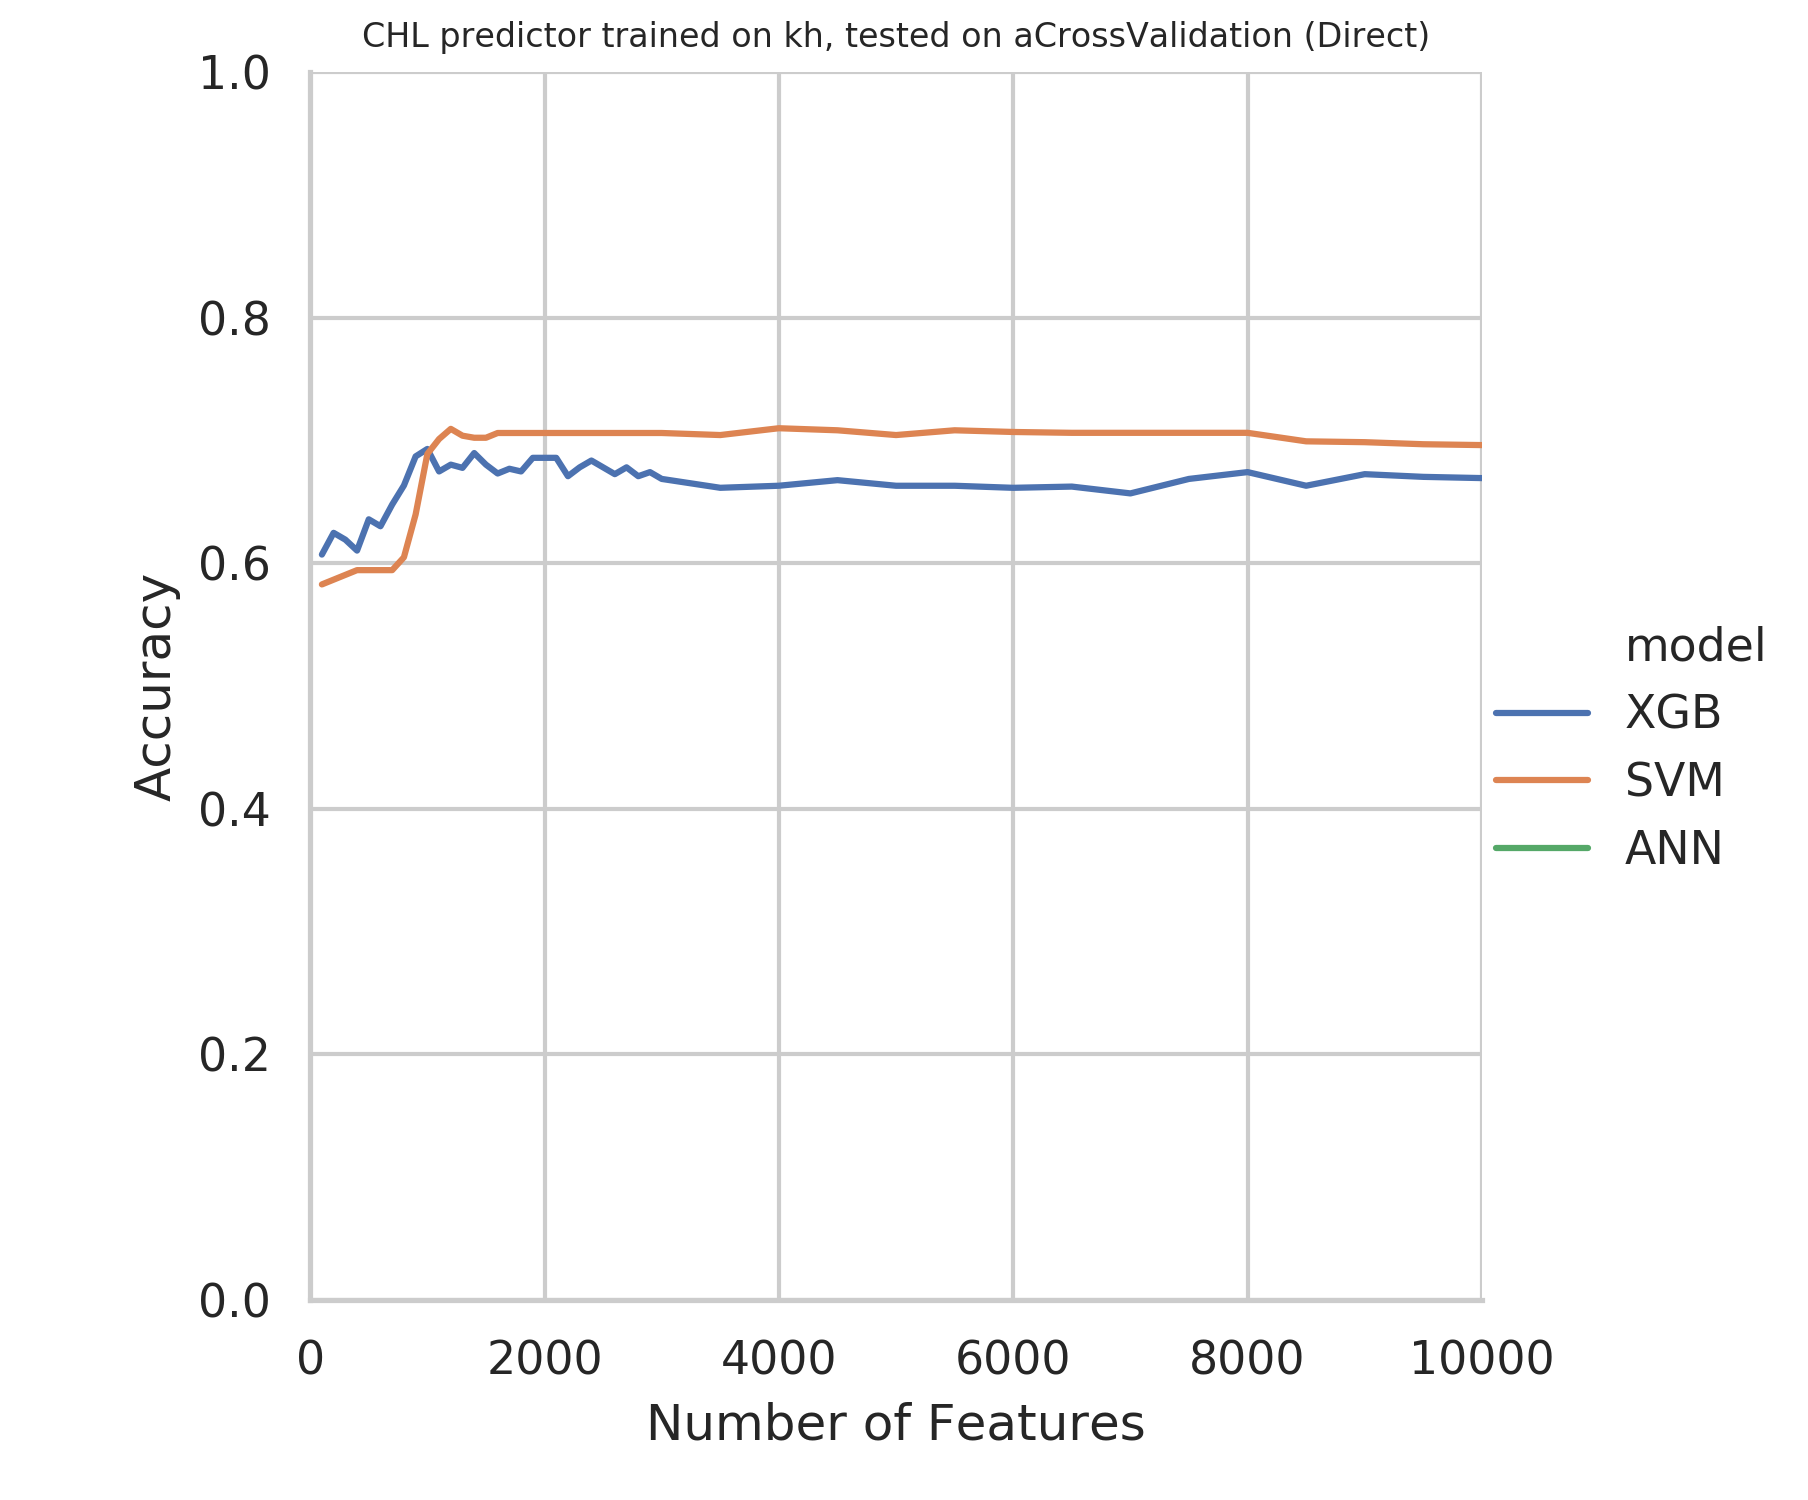 CHL predictor trained on kh, tested on aCrossValidation (Direct)
1.0
0.8
0.6
0.4
0.2
0.0
Accuracy
0 2000 4000 6000 8000 10000
Number of Features
model
XGB
SVM
ANN